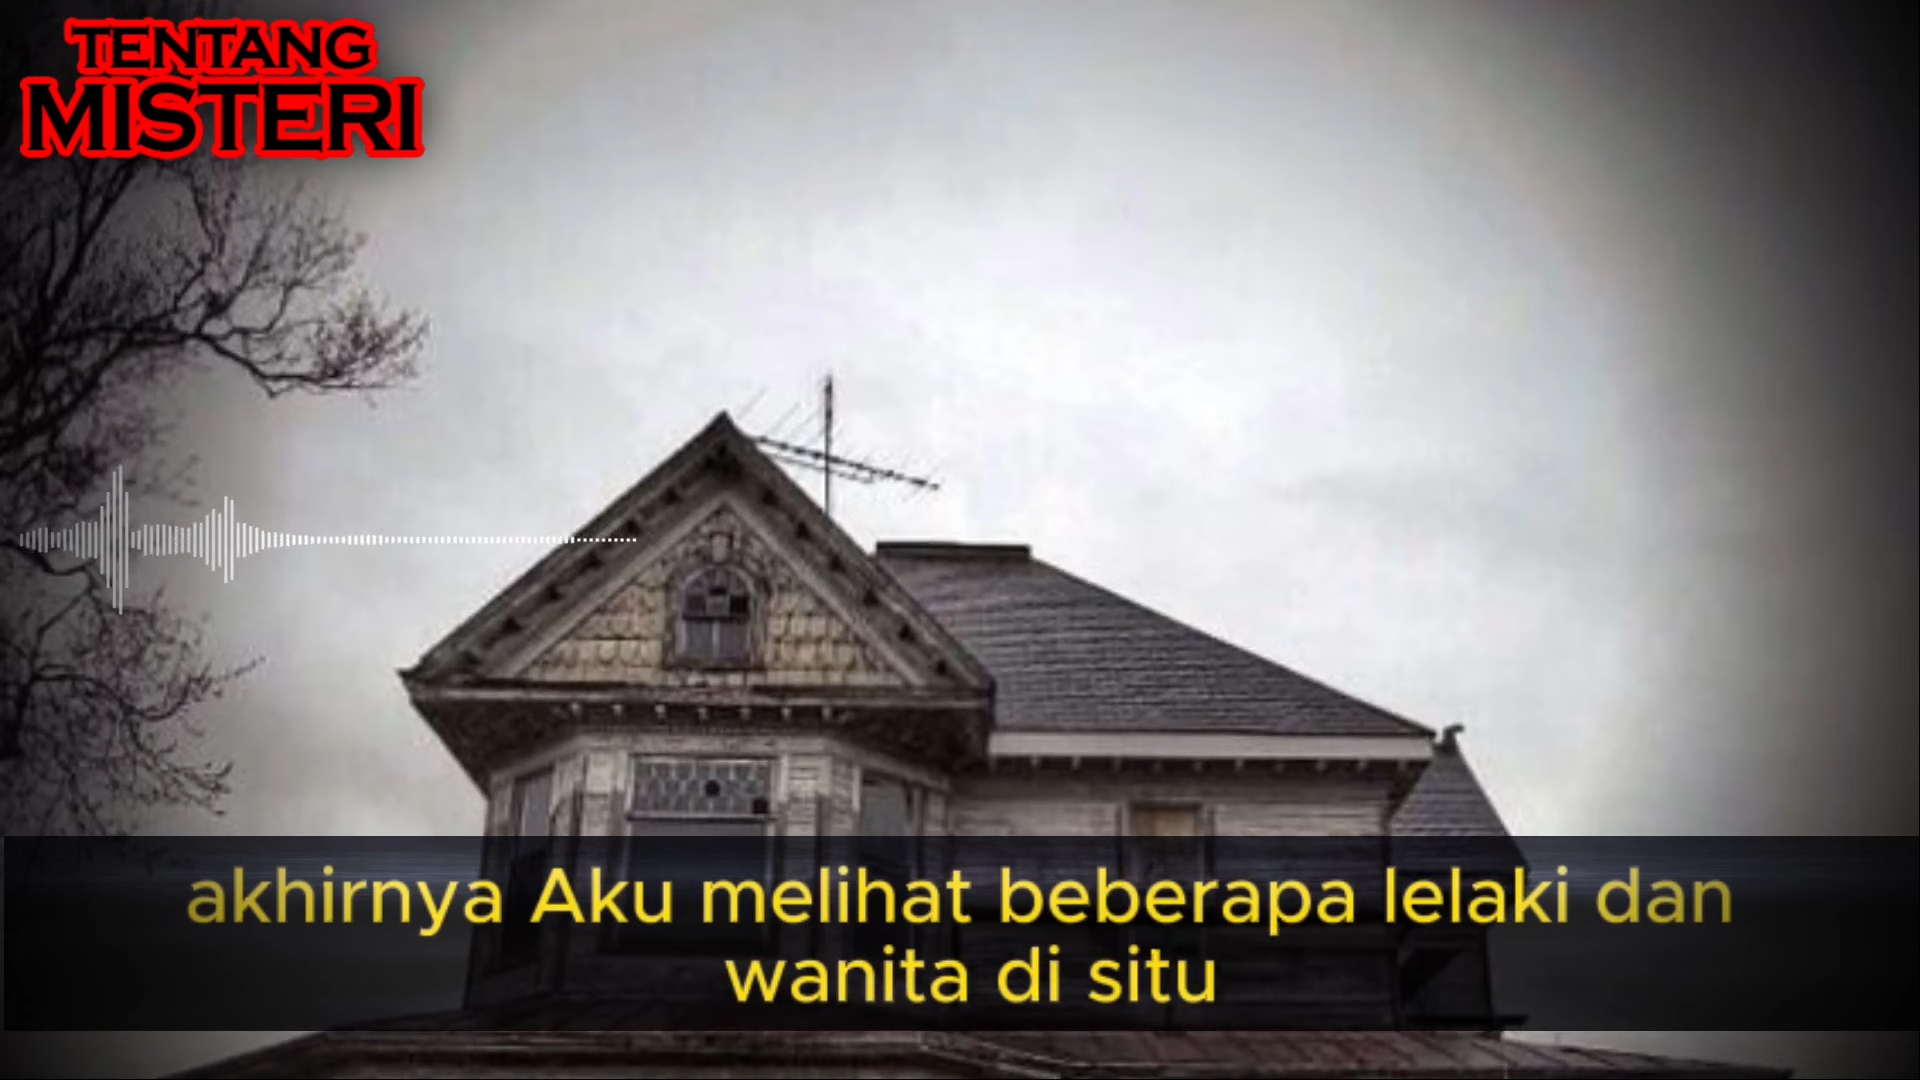 TENTANG
MISTERI
akhirnya Aku melihat beberapa lelaki dan
wanita di situ